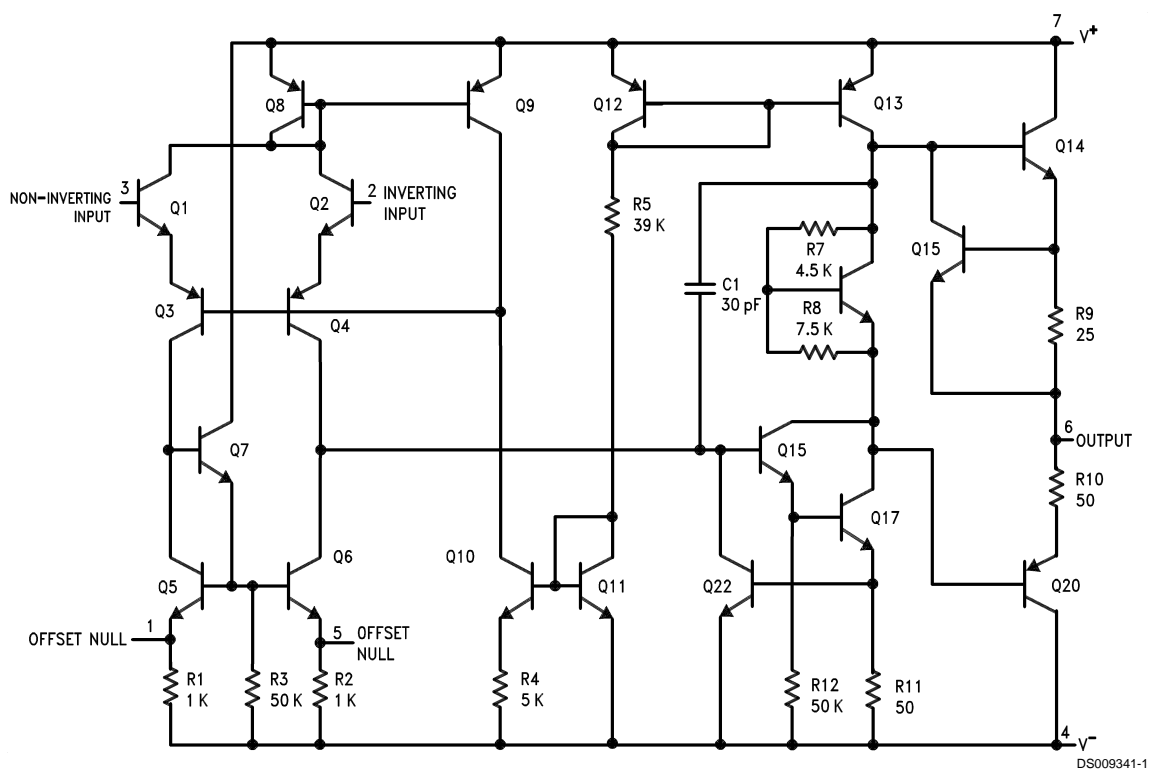 7
V+
Q8
Q9
Q12
Q13
Q14
3
NON-INVERTING
INPUT
Q1
Q2
2
INVERTING
INPUT
R5
39 K
Q15
R7
4.5 K
C1
30 pF
R8
7.5 K
R9
25
Q3
Q4
6
OUTPUT
Q7
Q15
R10
50
Q17
Q5
Q6
Q10
Q11
Q22
Q20
OFFSET NULL
1
5
OFFSET
NULL
R1
1 K
R3
50 K
R2
1 K
R4
5 K
R12
50 K
R11
50
4
V-
DS009341-1